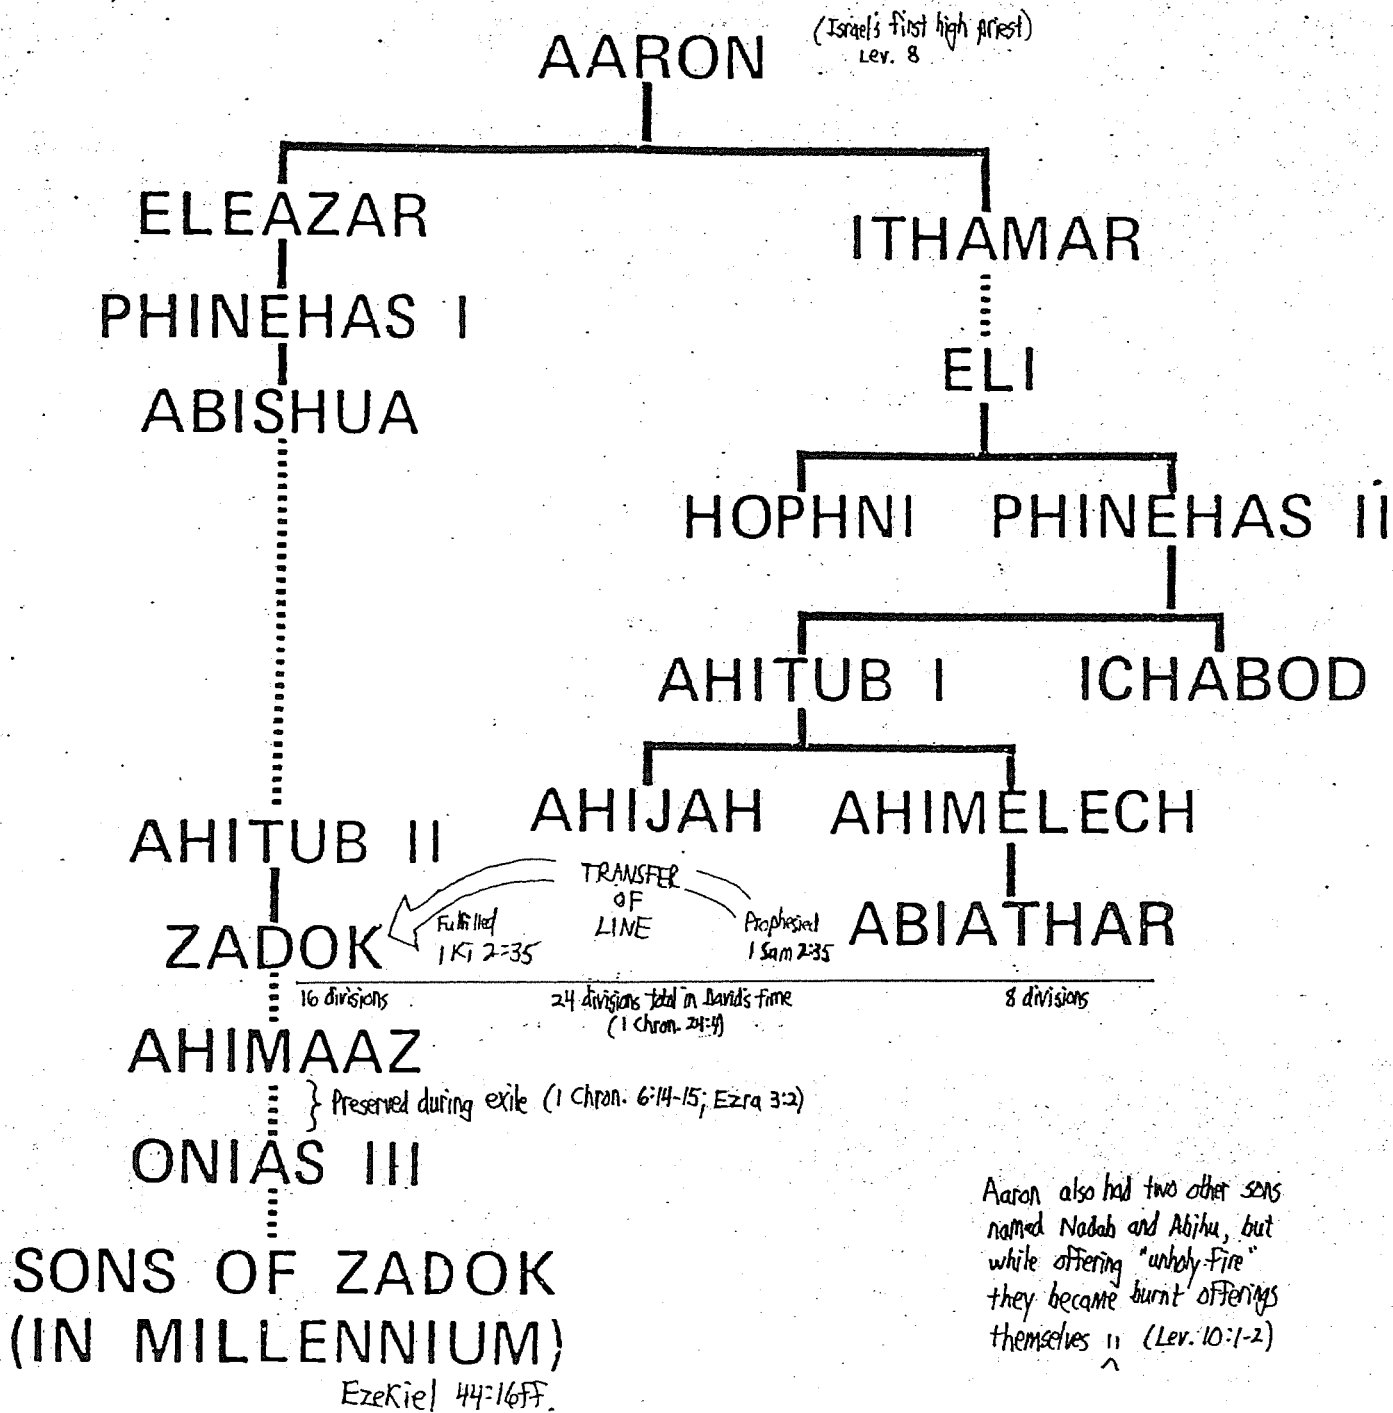 AARON
(Israel's first high priest)
Lev. 8
ELEAZAR
ITHAMAR
PHINEHAS I
ELI
ABISHUA
HOPHNI
PHINEHAS II
AHITUB I
ICHABOD
AHIJAH
AHIMELECH
AHITUB II
TRANSFER
OF
LINE
Fulfilled
1 Ki 2:35
Prophesied
1 Sam 2:35
ABIATHAR
ZADOK
16 divisions
24 divisions total in David's time
(1 Chron. 24:4)
8 divisions
AHIMAAZ
} Preserved during exile (1 Chron. 6:14-15; Ezra 3:2)
ONIAS III
Aaron also had two other sons
named Nadab and Abihu, but
while offering "unholy fire"
they became burnt offerings
themselves !! (Lev. 10:1-2)
SONS OF ZADOK
(IN MILLENNIUM)
Ezekiel 44:16ff.